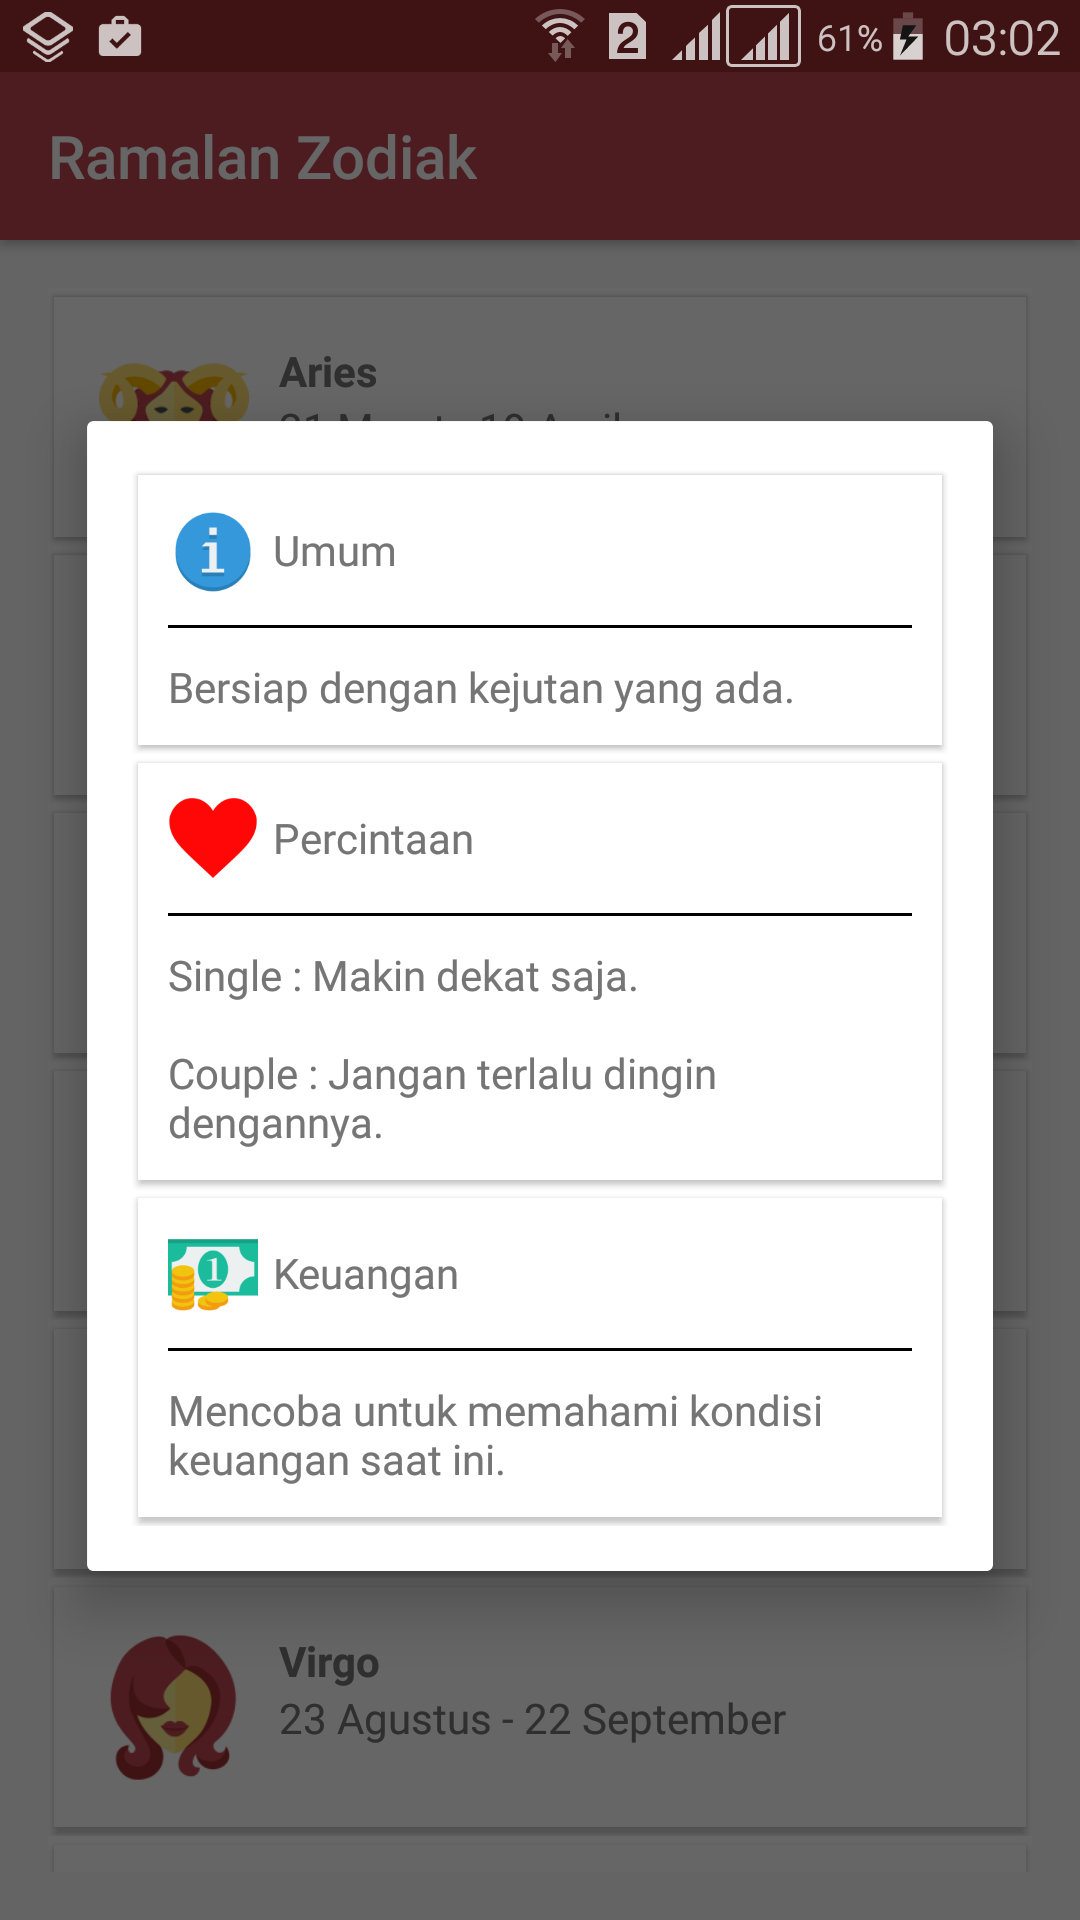 2 61% 03:02
Ramalan Zodiak
Aries
Umum
Bersiap dengan kejutan yang ada.
Percintaan
Single : Makin dekat saja.
Couple : Jangan terlalu dingin
dengannya.
1
Keuangan
Mencoba untuk memahami kondisi
keuangan saat ini.
Virgo
23 Agustus - 22 September